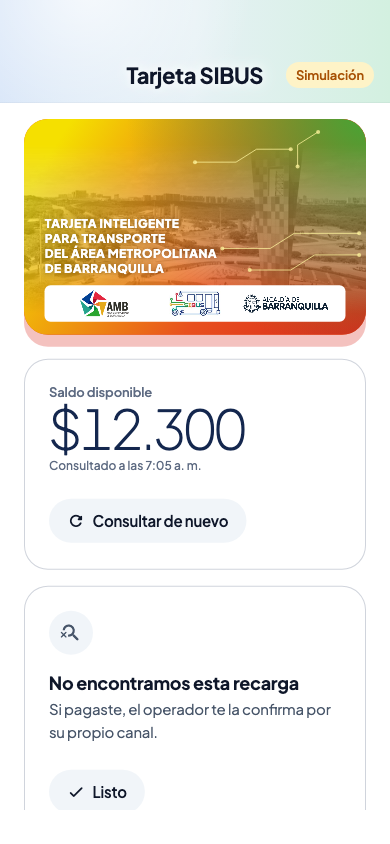 Tarjeta SIBUS
Simulación
TARJETA INTELIGENTE
PARA TRANSPORTE
DEL ÁREA METROPOLITANA
DE BARRANQUILLA
AMB
SIBUS
ALCALDÍA DE
BARRANQUILLA
Saldo disponible
$12.300
Consultado a las 7:05 a. m.
Consultar de nuevo
No encontramos esta recarga
Si pagaste, el operador te la confirma por
su propio canal.
Listo